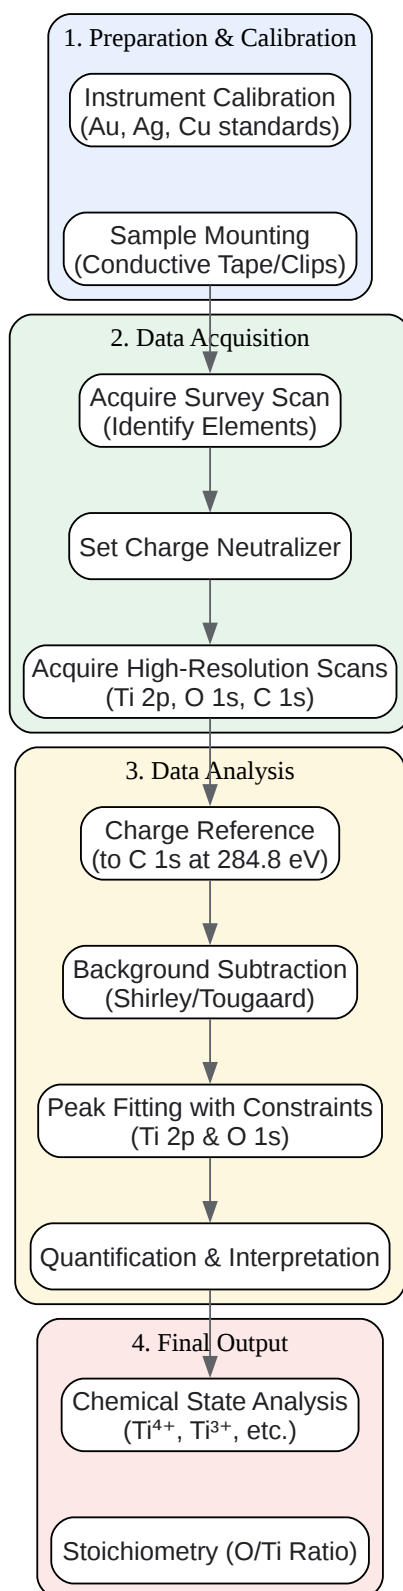 1. Preparation & Calibration
Instrument Calibration
(Au, Ag, Cu standards)
Sample Mounting
(Conductive Tape/Clips)
2. Data Acquisition
Acquire Survey Scan
(Identify Elements)
Set Charge Neutralizer
Acquire High-Resolution Scans
(Ti 2p, O 1s, C 1s)
3. Data Analysis
Charge Reference
(to C 1s at 284.8 eV)
Background Subtraction
(Shirley/Tougaard)
Peak Fitting with Constraints
(Ti 2p & O 1s)
Quantification & Interpretation
4. Final Output
Chemical State Analysis
(Ti⁴⁺, Ti³⁺, etc.)
Stoichiometry (O/Ti Ratio)